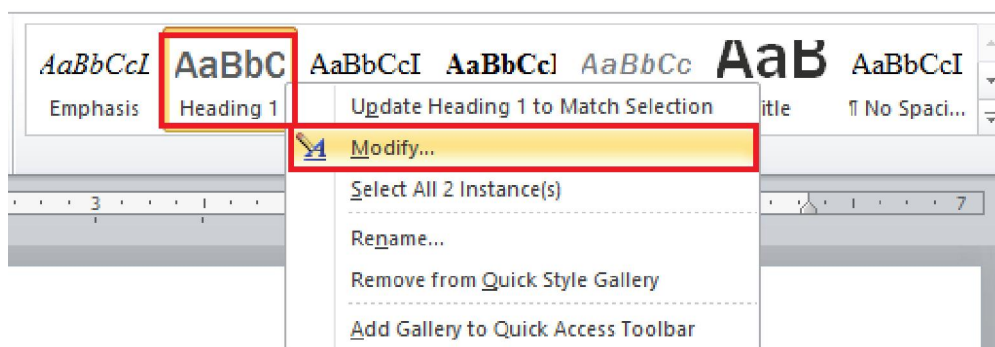 AaBbCcI AaBbC AaBbCcI AaBbCcl AaBbCc AaB AaBbCcI
Emphasis Heading 1 itle ¶ No Spaci...
Update Heading 1 to Match Selection
Modify...
Select All 2 Instance(s)
3 7
Rename...
Remove from Quick Style Gallery
Add Gallery to Quick Access Toolbar